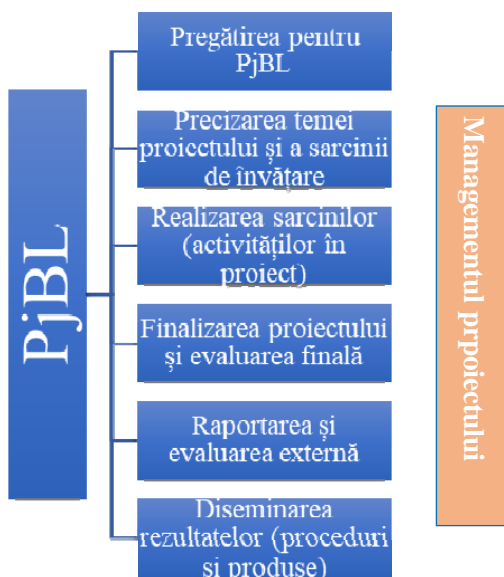 PjBL
Pregătirea pentru
PjBL
Precizarea temei
proiectului și a sarcinii
de învățare
Realizarea sarcinilor
(activităților în
proiect)
Finalizarea proiectului
și evaluarea finală
Raportarea și
evaluarea externă
Diseminarea
rezultatelor (proceduri
și produse)
Managementul prpoiectului